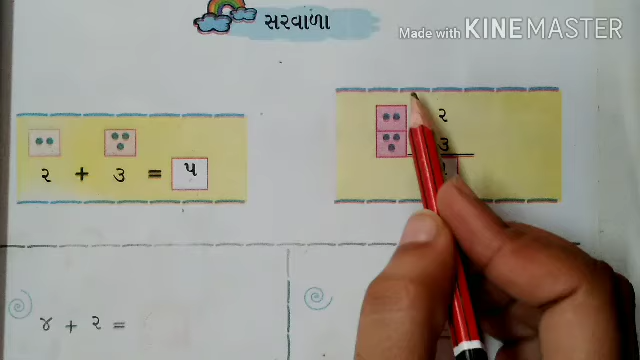 સરવાળા
Made with KINEMASTER
૨ + ૩ = ૫
૨
૩
૪ + ૨ =